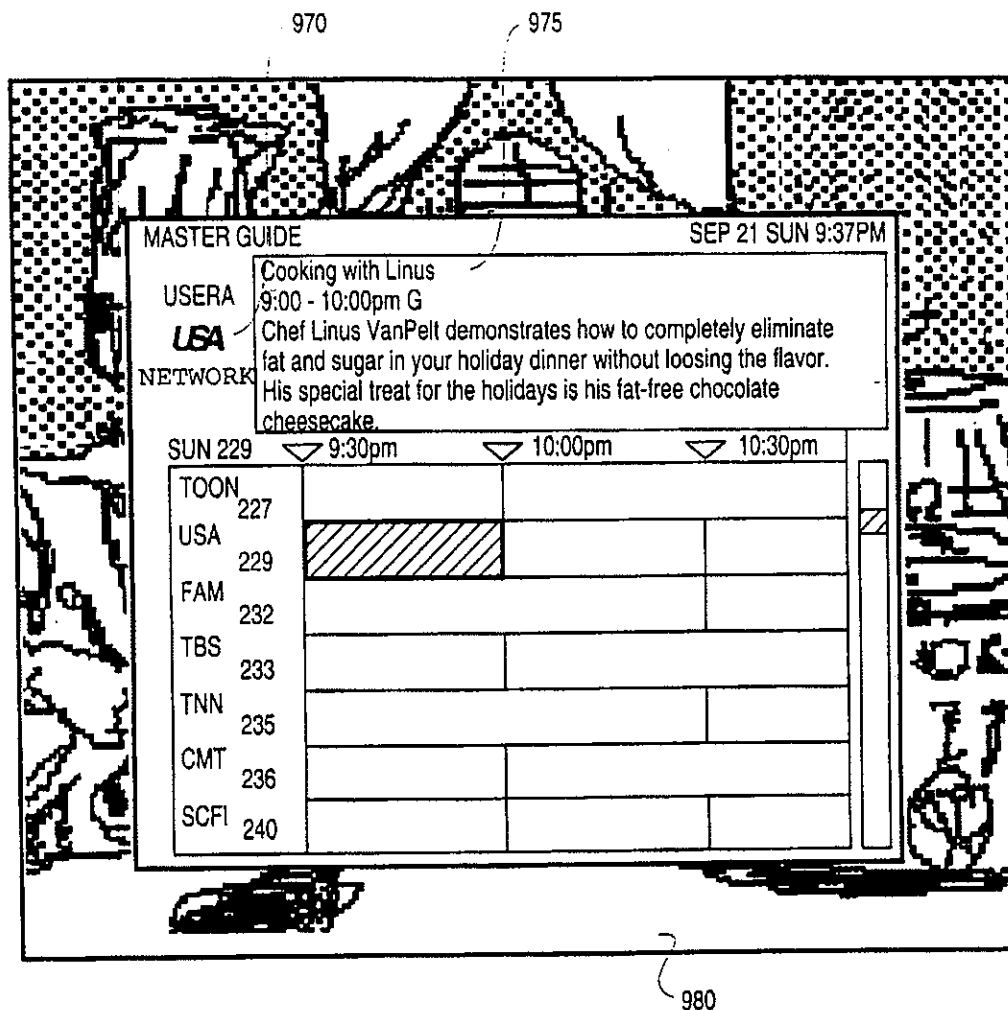 970
975
MASTER GUIDE
SEP 21 SUN 9:37PM
USERA
USA
NETWORK
Cooking with Linus
9:00 - 10:00pm G
Chef Linus VanPelt demonstrates how to completely eliminate
fat and sugar in your holiday dinner without loosing the flavor.
His special treat for the holidays is his fat-free chocolate
cheesecake.
SUN 229 9:30pm 10:00pm 10:30pm
TOON 227
USA 229
FAM 232
TBS 233
TNN 235
CMT 236
SCFI 240
980